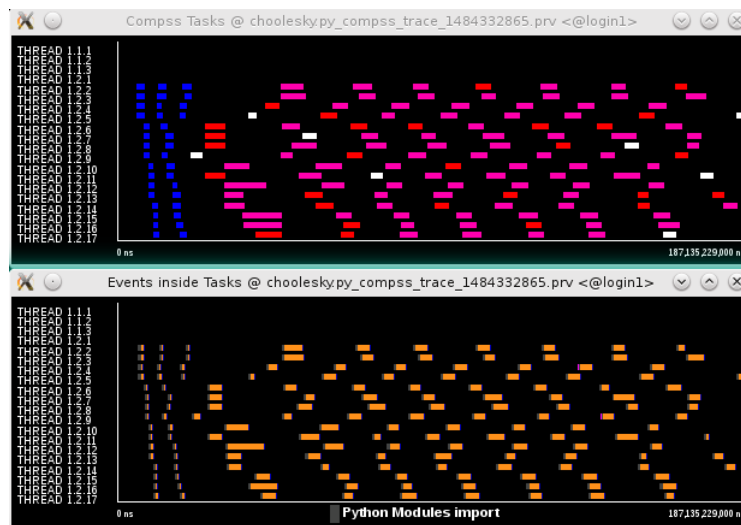 Compss Tasks @ choolesky.py_compss_trace_1484332865.prv <@login1>
THREAD 1.1.1
THREAD 1.1.2
THREAD 1.1.3
THREAD 1.2.1
THREAD 1.2.2
THREAD 1.2.3
THREAD 1.2.4
THREAD 1.2.5
THREAD 1.2.6
THREAD 1.2.7
THREAD 1.2.8
THREAD 1.2.9
THREAD 1.2.10
THREAD 1.2.11
THREAD 1.2.12
THREAD 1.2.13
THREAD 1.2.14
THREAD 1.2.15
THREAD 1.2.16
THREAD 1.2.17
0 ns 187,135,229,000 n
Events inside Tasks @ choolesky.py_compss_trace_1484332865.prv <@login1>
THREAD 1.1.1
THREAD 1.1.2
THREAD 1.1.3
THREAD 1.2.1
THREAD 1.2.2
THREAD 1.2.3
THREAD 1.2.4
THREAD 1.2.5
THREAD 1.2.6
THREAD 1.2.7
THREAD 1.2.8
THREAD 1.2.9
THREAD 1.2.10
THREAD 1.2.11
THREAD 1.2.12
THREAD 1.2.13
THREAD 1.2.14
THREAD 1.2.15
THREAD 1.2.16
THREAD 1.2.17
0 ns Python Modules import 187,135,229,000 n